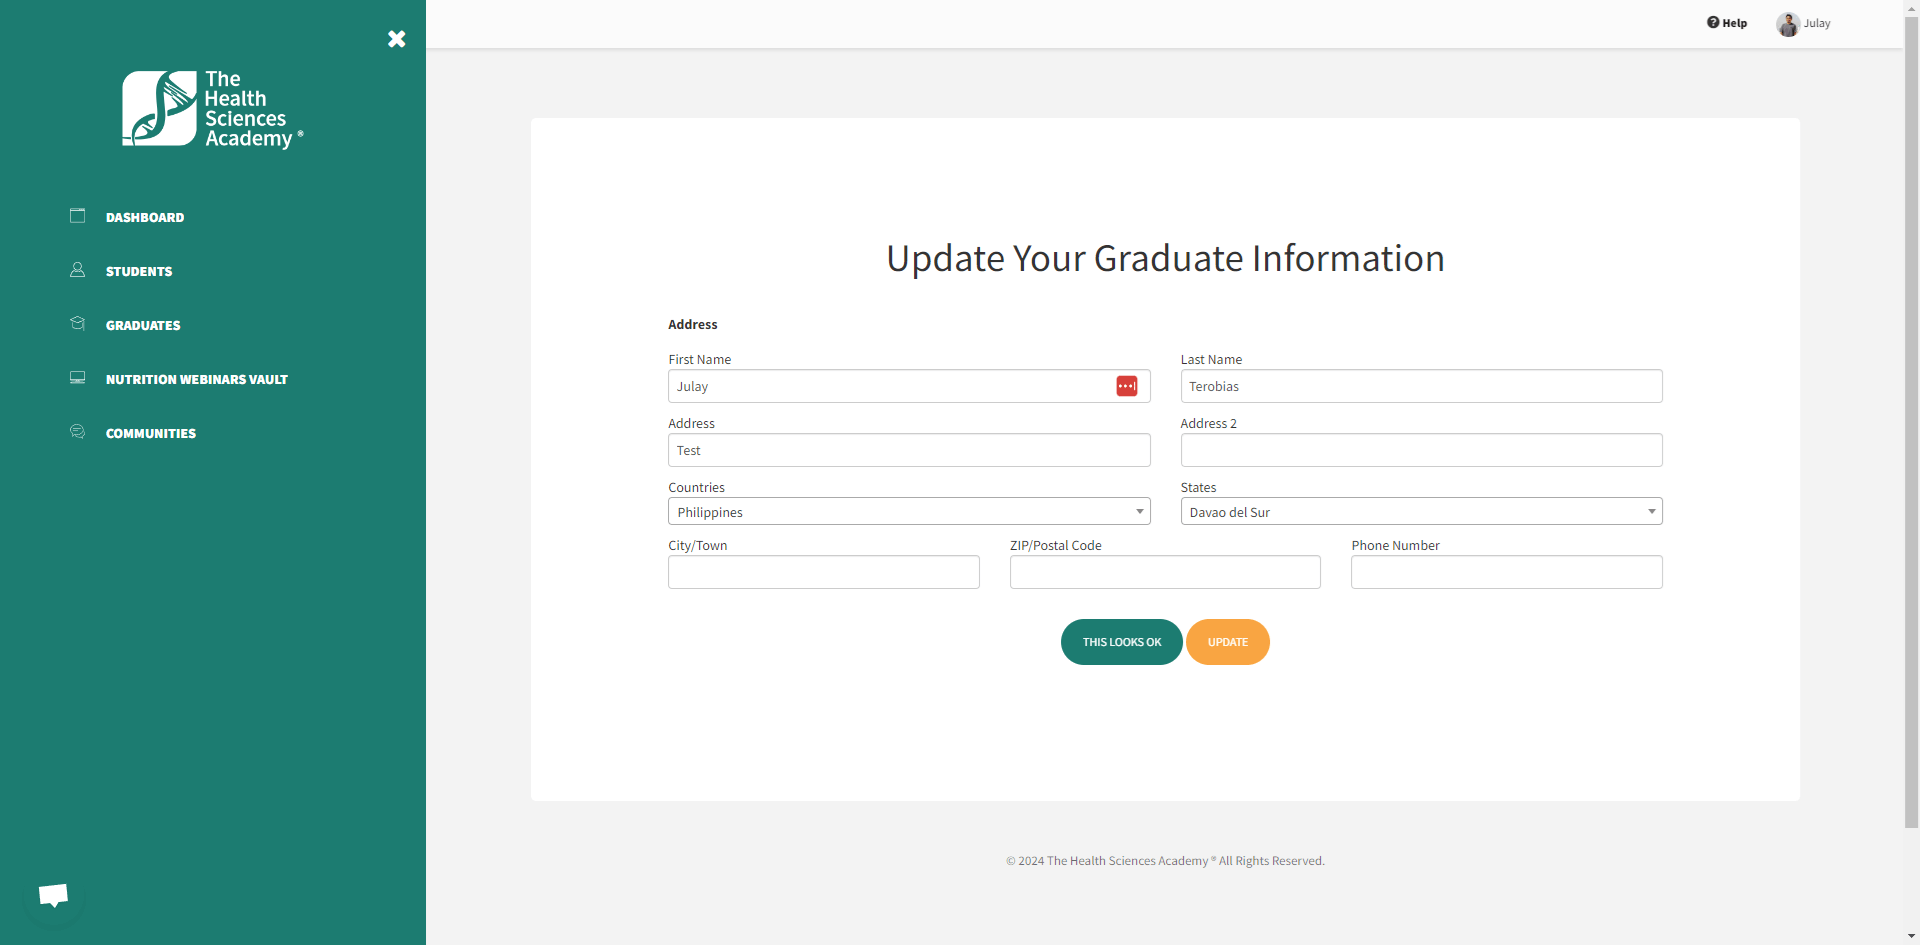 Help
Julay
The
Health
Sciences
Academy ®
DASHBOARD
STUDENTS
GRADUATES
NUTRITION WEBINARS VAULT
COMMUNITIES
Update Your Graduate Information
Address
First Name
Last Name
Julay
Terobias
Address
Address 2
Test
Countries
States
Philippines
Davao del Sur
City/Town
ZIP/Postal Code
Phone Number
THIS LOOKS OK
UPDATE
© 2024 The Health Sciences Academy ® All Rights Reserved.